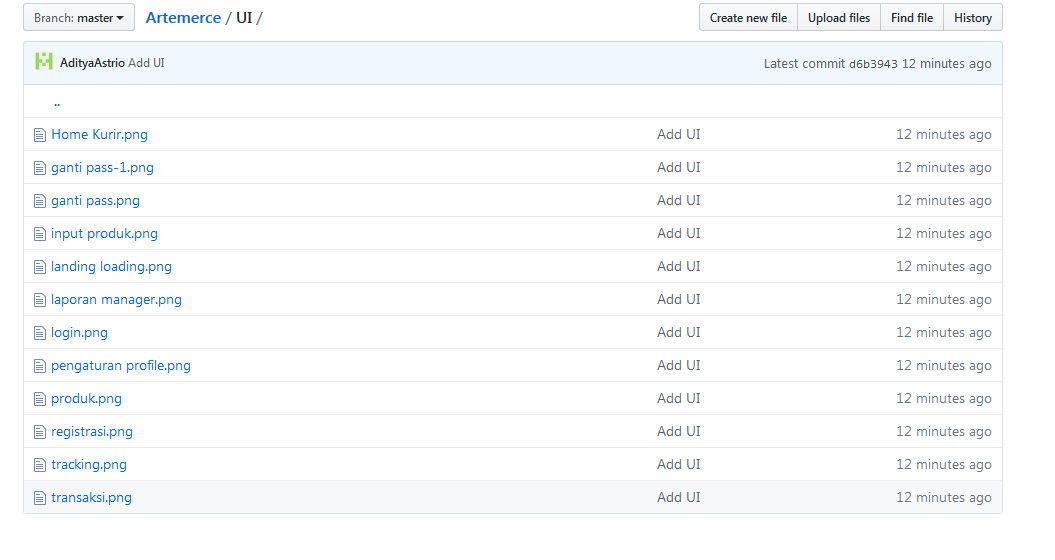 Branch: master Artemerce / UI / Create new file Upload files Find file History
AdityaAstrio Add UI Latest commit d6b3943 12 minutes ago
..
Home Kurir.png Add UI 12 minutes ago
ganti pass-1.png Add UI 12 minutes ago
ganti pass.png Add UI 12 minutes ago
input produk.png Add UI 12 minutes ago
landing loading.png Add UI 12 minutes ago
laporan manager.png Add UI 12 minutes ago
login.png Add UI 12 minutes ago
pengaturan profile.png Add UI 12 minutes ago
produk.png Add UI 12 minutes ago
registrasi.png Add UI 12 minutes ago
tracking.png Add UI 12 minutes ago
transaksi.png Add UI 12 minutes ago